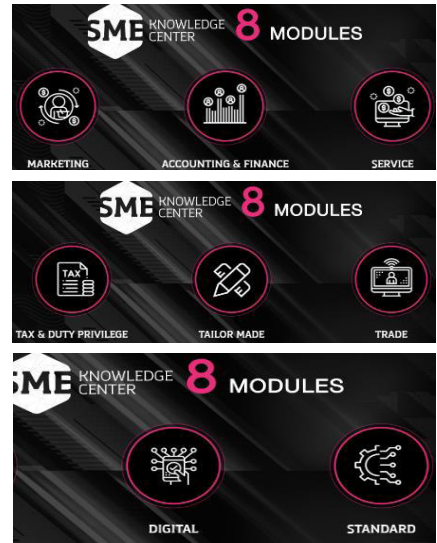 SME KNOWLEDGE CENTER 8 MODULES
MARKETING ACCOUNTING & FINANCE SERVICE
SME KNOWLEDGE CENTER 8 MODULES
TAX
TAX & DUTY PRIVILEGE TAILOR MADE TRADE
SME KNOWLEDGE CENTER 8 MODULES
DIGITAL STANDARD